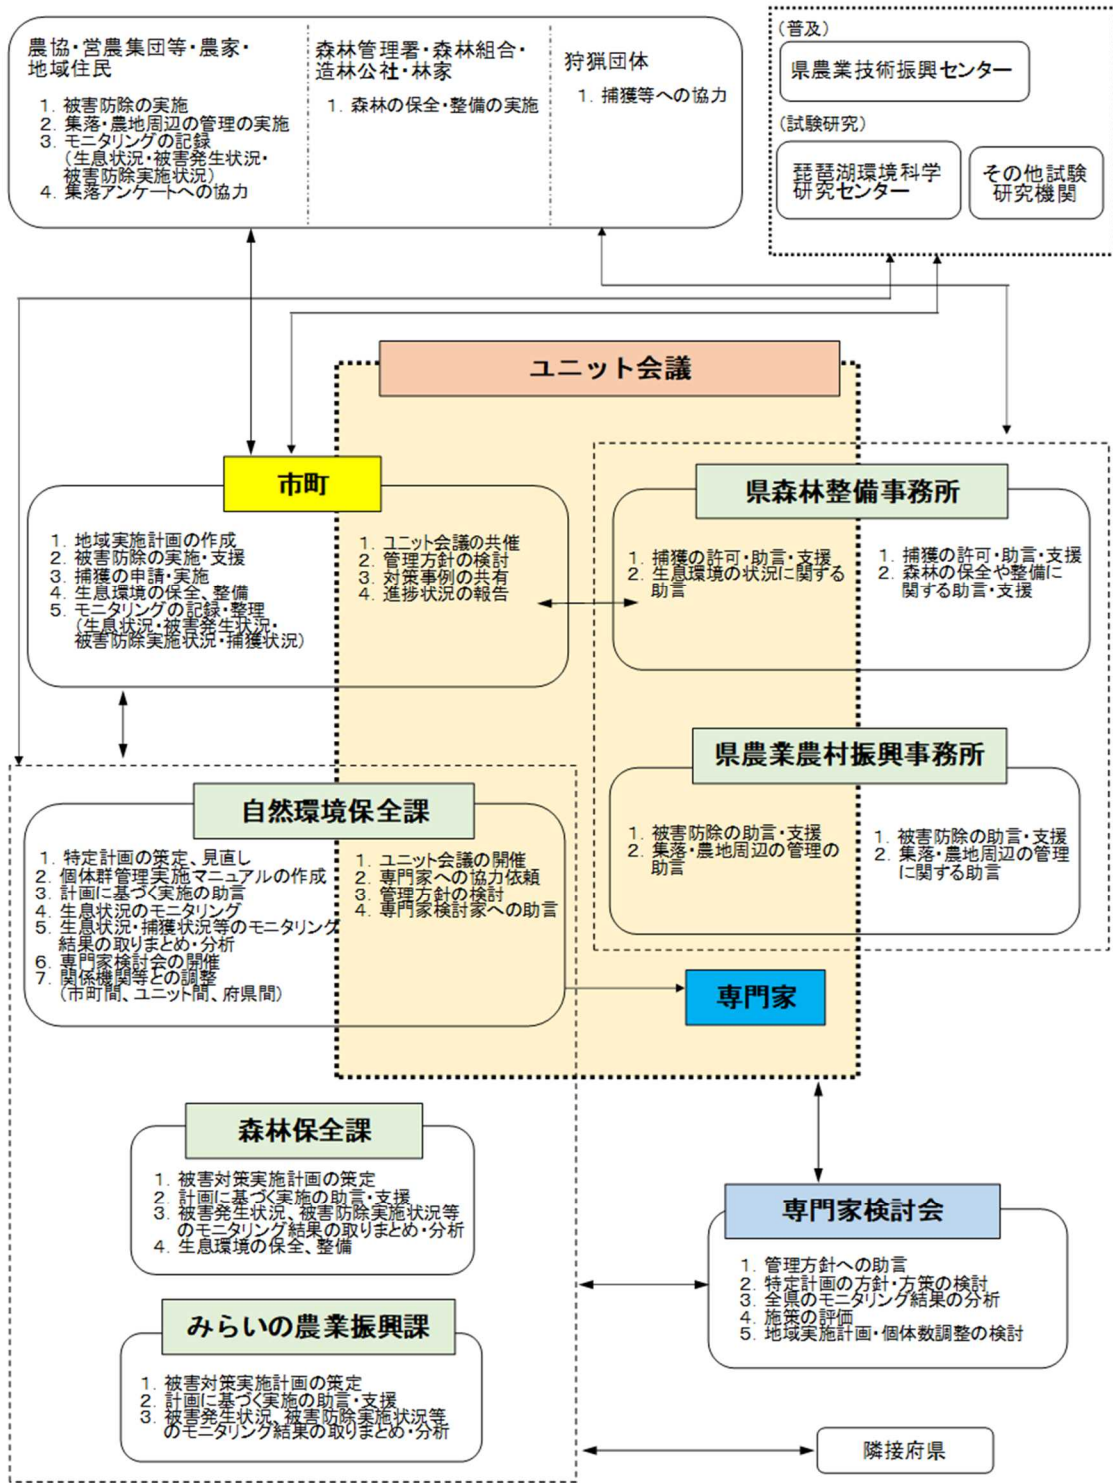 農協・営農集団等・農家・
地域住民
1. 被害防除の実施
2. 集落・農地周辺の管理の実施
3. モニタリングの記録
(生息状況・被害発生状況・
被害防除実施状況)
4. 集落アンケートへの協力
森林管理署・森林組合・
造林公社・林家
1. 森林の保全・整備の実施
狩猟団体
1. 捕獲等への協力
(普及)
県農業技術振興センター
(試験研究)
琵琶湖環境科学
研究センター
その他試験
研究機関
ユニット会議
市町
1. 地域実施計画の作成
2. 被害防除の実施・支援
3. 捕獲の申請・実施
4. 生息環境の保全、整備
5. モニタリングの記録・整理
(生息状況・被害発生状況・
被害防除実施状況・捕獲状況)
1. ユニット会議の共催
2. 管理方針の検討
3. 対策事例の共有
4. 進捗状況の報告
県森林整備事務所
1. 捕獲の許可・助言・支援
2. 生息環境の状況に関する
助言
1. 捕獲の許可・助言・支援
2. 森林の保全や整備に
関する助言・支援
県農業農村振興事務所
1. 被害防除の助言・支援
2. 集落・農地周辺の管理の
助言
1. 被害防除の助言・支援
2. 集落・農地周辺の管理
に関する助言
自然環境保全課
1. 特定計画の策定、見直し
2. 個体群管理実施マニュアルの作成
3. 計画に基づく実施の助言
4. 生息状況のモニタリング
5. 生息状況・捕獲状況等のモニタリング
結果の取りまとめ・分析
6. 専門家検討会の開催
7. 関係機関等との調整
(市町間、ユニット間、府県間)
1. ユニット会議の開催
2. 専門家への協力依頼
3. 管理方針の検討
4. 専門家検討家への助言
専門家
森林保全課
1. 被害対策実施計画の策定
2. 計画に基づく実施の助言・支援
3. 被害発生状況、被害防除実施状況等
のモニタリング結果の取りまとめ・分析
4. 生息環境の保全、整備
専門家検討会
1. 管理方針への助言
2. 特定計画の方針・方策の検討
3. 全県のモニタリング結果の分析
4. 施策の評価
5. 地域実施計画・個体数調整の検討
みらいの農業振興課
1. 被害対策実施計画の策定
2. 計画に基づく実施の助言・支援
3. 被害発生状況、被害防除実施状況等
のモニタリング結果の取りまとめ・分析
隣接府県